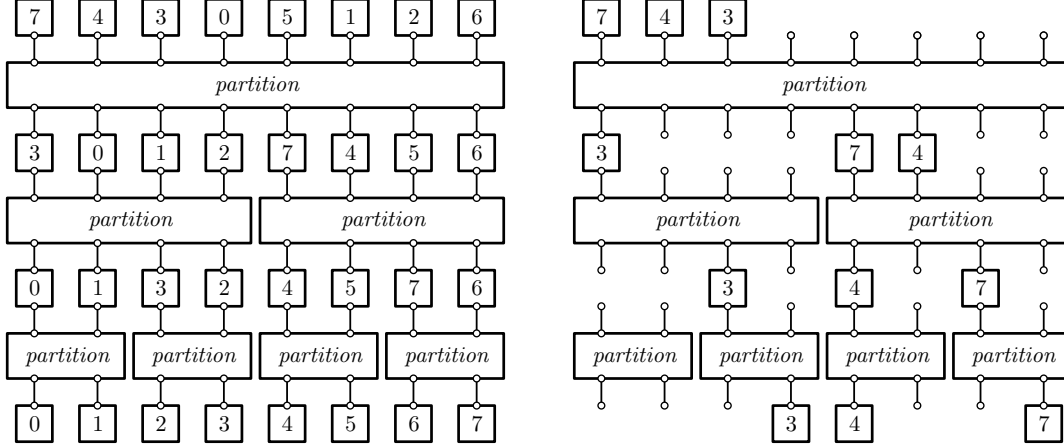 7 4 3 0 5 1 2 6 7 4 3
partition partition
3 0 1 2 7 4 5 6 3 7 4
partition partition partition partition
0 1 3 2 4 5 7 6 3 4 7
partition partition partition partition partition partition partition partition
0 1 2 3 4 5 6 7 3 4 7